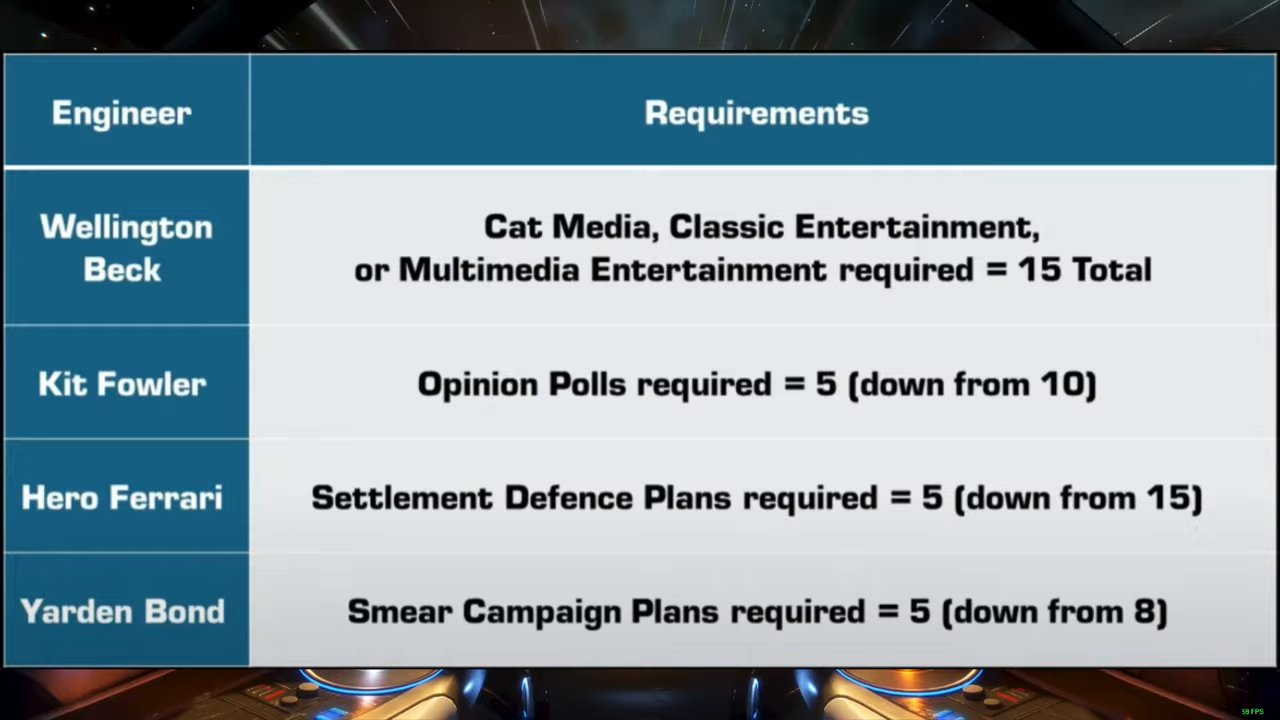 Engineer
Requirements
Wellington
Beck
Cat Media, Classic Entertainment,
or Multimedia Entertainment required = 15 Total
Kit Fowler
Opinion Polls required = 5 (down from 10)
Hero Ferrari
Settlement Defence Plans required = 5 (down from 15)
Yarden Bond
Smear Campaign Plans required = 5 (down from 8)
59 FPS